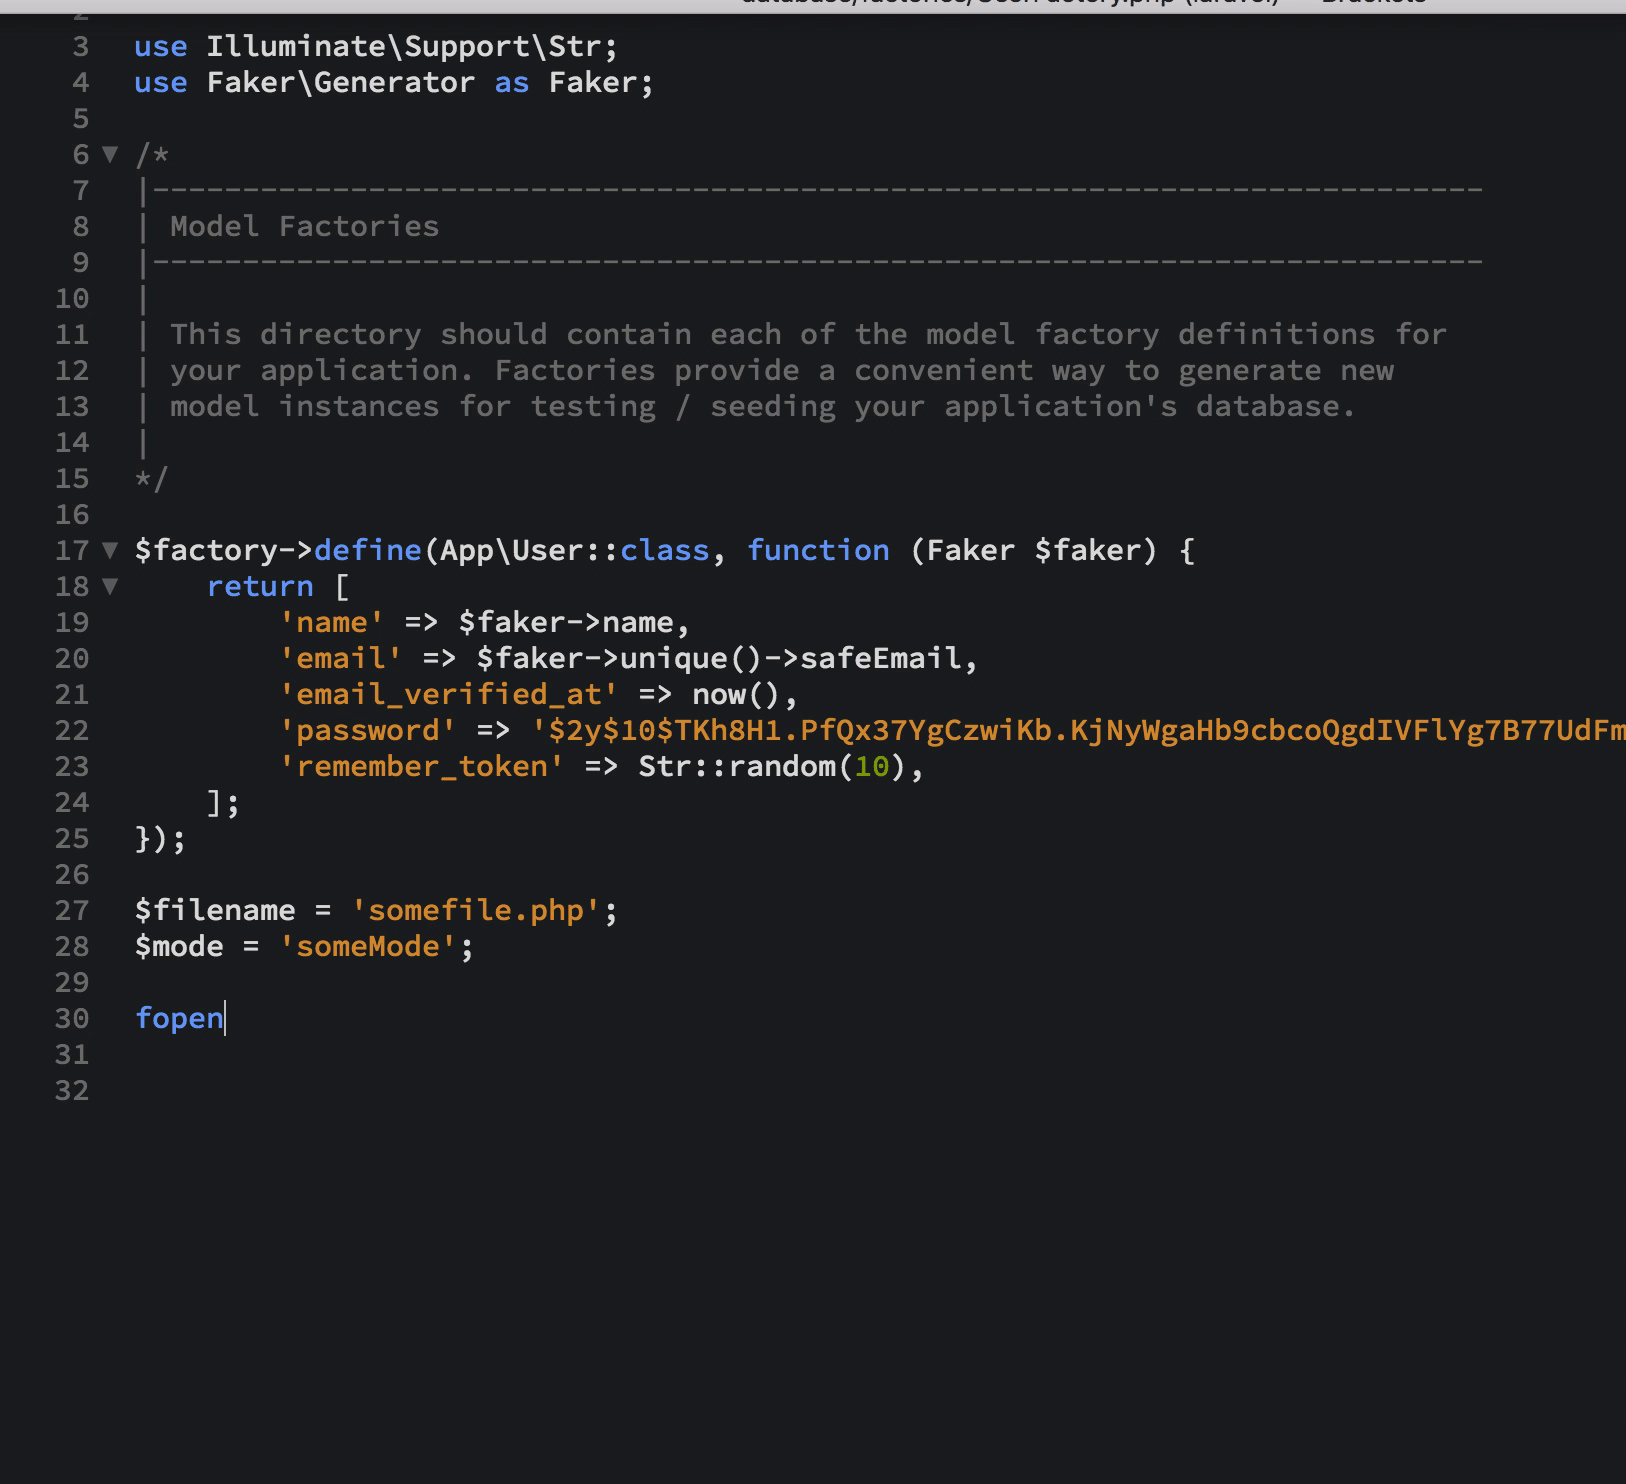 3 use Illuminate\Support\Str;
4 use Faker\Generator as Faker;
5
6 ▼ /*
7 |--------------------------------------------------------------------------
8 | Model Factories
9 |--------------------------------------------------------------------------
10 |
11 | This directory should contain each of the model factory definitions for
12 | your application. Factories provide a convenient way to generate new
13 | model instances for testing / seeding your application's database.
14 |
15 */
16
17 ▼ $factory->define(App\User::class, function (Faker $faker) {
18 ▼     return [
19         'name' => $faker->name,
20         'email' => $faker->unique()->safeEmail,
21         'email_verified_at' => now(),
22         'password' => '$2y$10$TKh8H1.PfQx37YgCzwiKb.KjNyWgaHb9cbcoQgdIVFlYg7B77UdFm
23         'remember_token' => Str::random(10),
24     ];
25 });
26
27 $filename = 'somefile.php';
28 $mode = 'someMode';
29
30 fopen
31
32